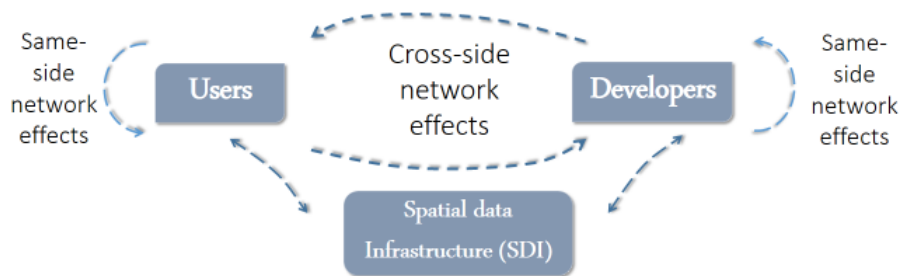 Same-
side
network
effects
Users
Cross-side
network
effects
Developers
Same-
side
network
effects
Spatial data
Infrastructure (SDI)